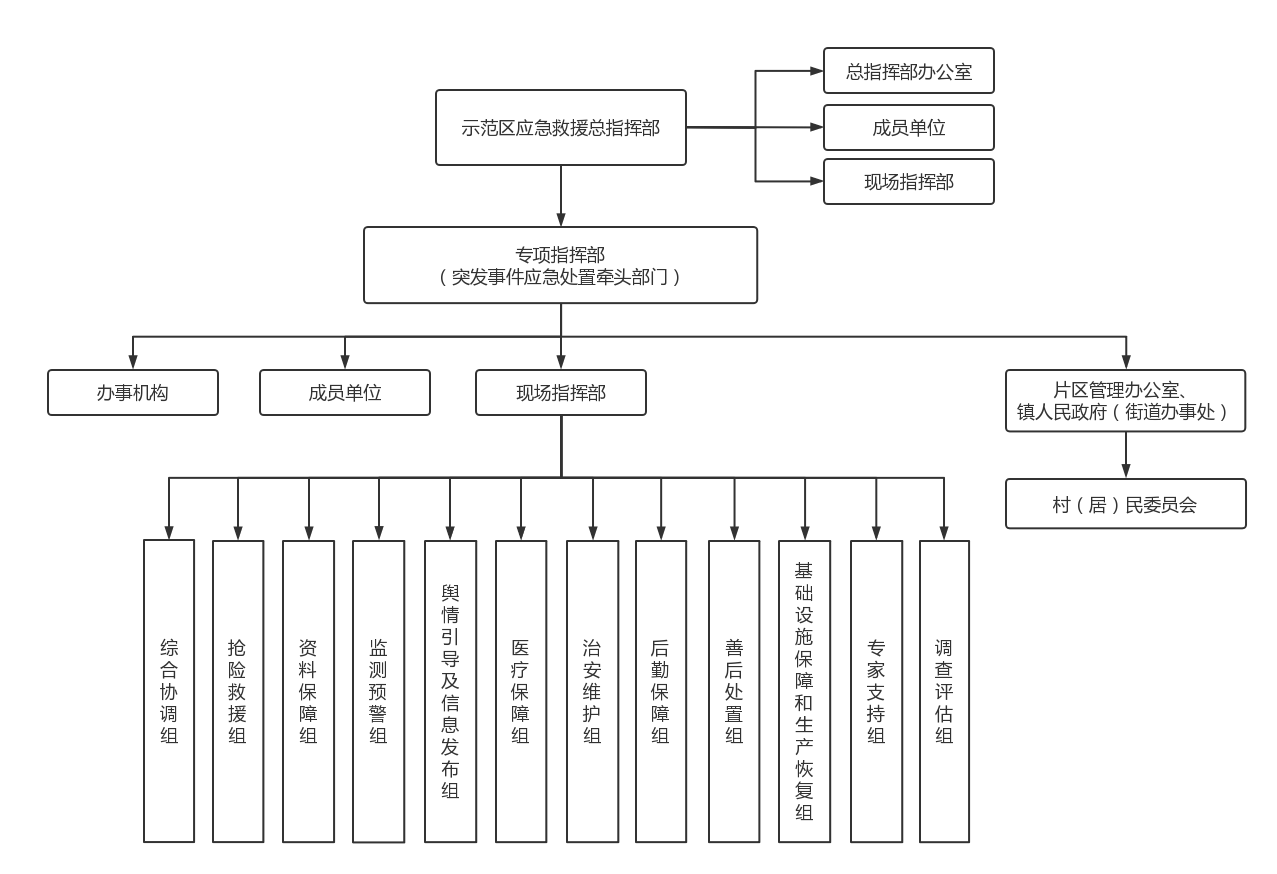 总指挥部办公室
示范区应急救援总指挥部
成员单位
现场指挥部
专项指挥部
（突发事件应急处置牵头部门）
办事机构
成员单位
现场指挥部
片区管理办公室、
镇人民政府（街道办事处）
村（居）民委员会
综合协调组
抢险救援组
资料保障组
监测预警组
舆情引导及信息发布组
医疗保障组
治安维护组
后勤保障组
善后处置组
基础设施保障和生产恢复组
专家支持组
调查评估组